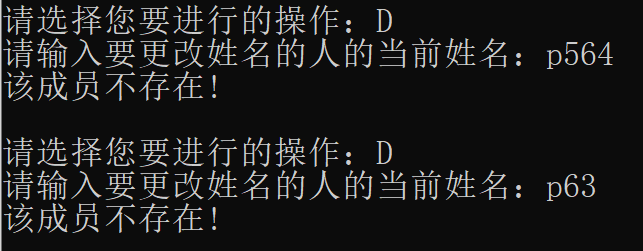 请选择您要进行的操作：D
请输入要更改姓名的人的当前姓名：p564
该成员不存在!
请选择您要进行的操作：D
请输入要更改姓名的人的当前姓名：p63
该成员不存在!